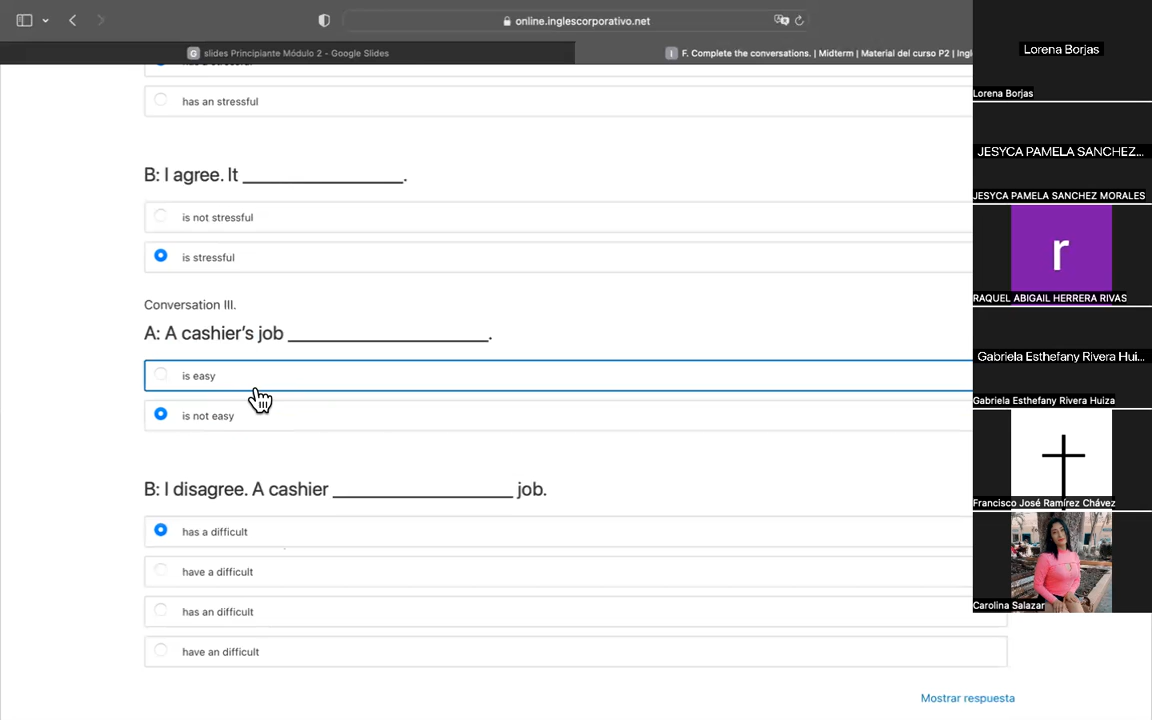 online.inglescorporativo.net
G slides Principiante Módulo 2 - Google Slides
I F. Complete the conversations. | Midterm | Material del curso P2 | Ingl
has an stressful
B: I agree. It _________________.
is not stressful
is stressful
Conversation III.
A: A cashier's job _____________________.
is easy
is not easy
B: I disagree. A cashier ___________________ job.
has a difficult
have a difficult
has an difficult
have an difficult
Mostrar respuesta
Lorena Borjas
Lorena Borjas
JESYCA PAMELA SANCHEZ...
JESYCA PAMELA SANCHEZ MORALES
r
RAQUEL ABIGAIL HERRERA RIVAS
Gabriela Esthefany Rivera Hui...
Gabriela Esthefany Rivera Huiza
Francisco José Ramírez Chávez
Carolina Salazar